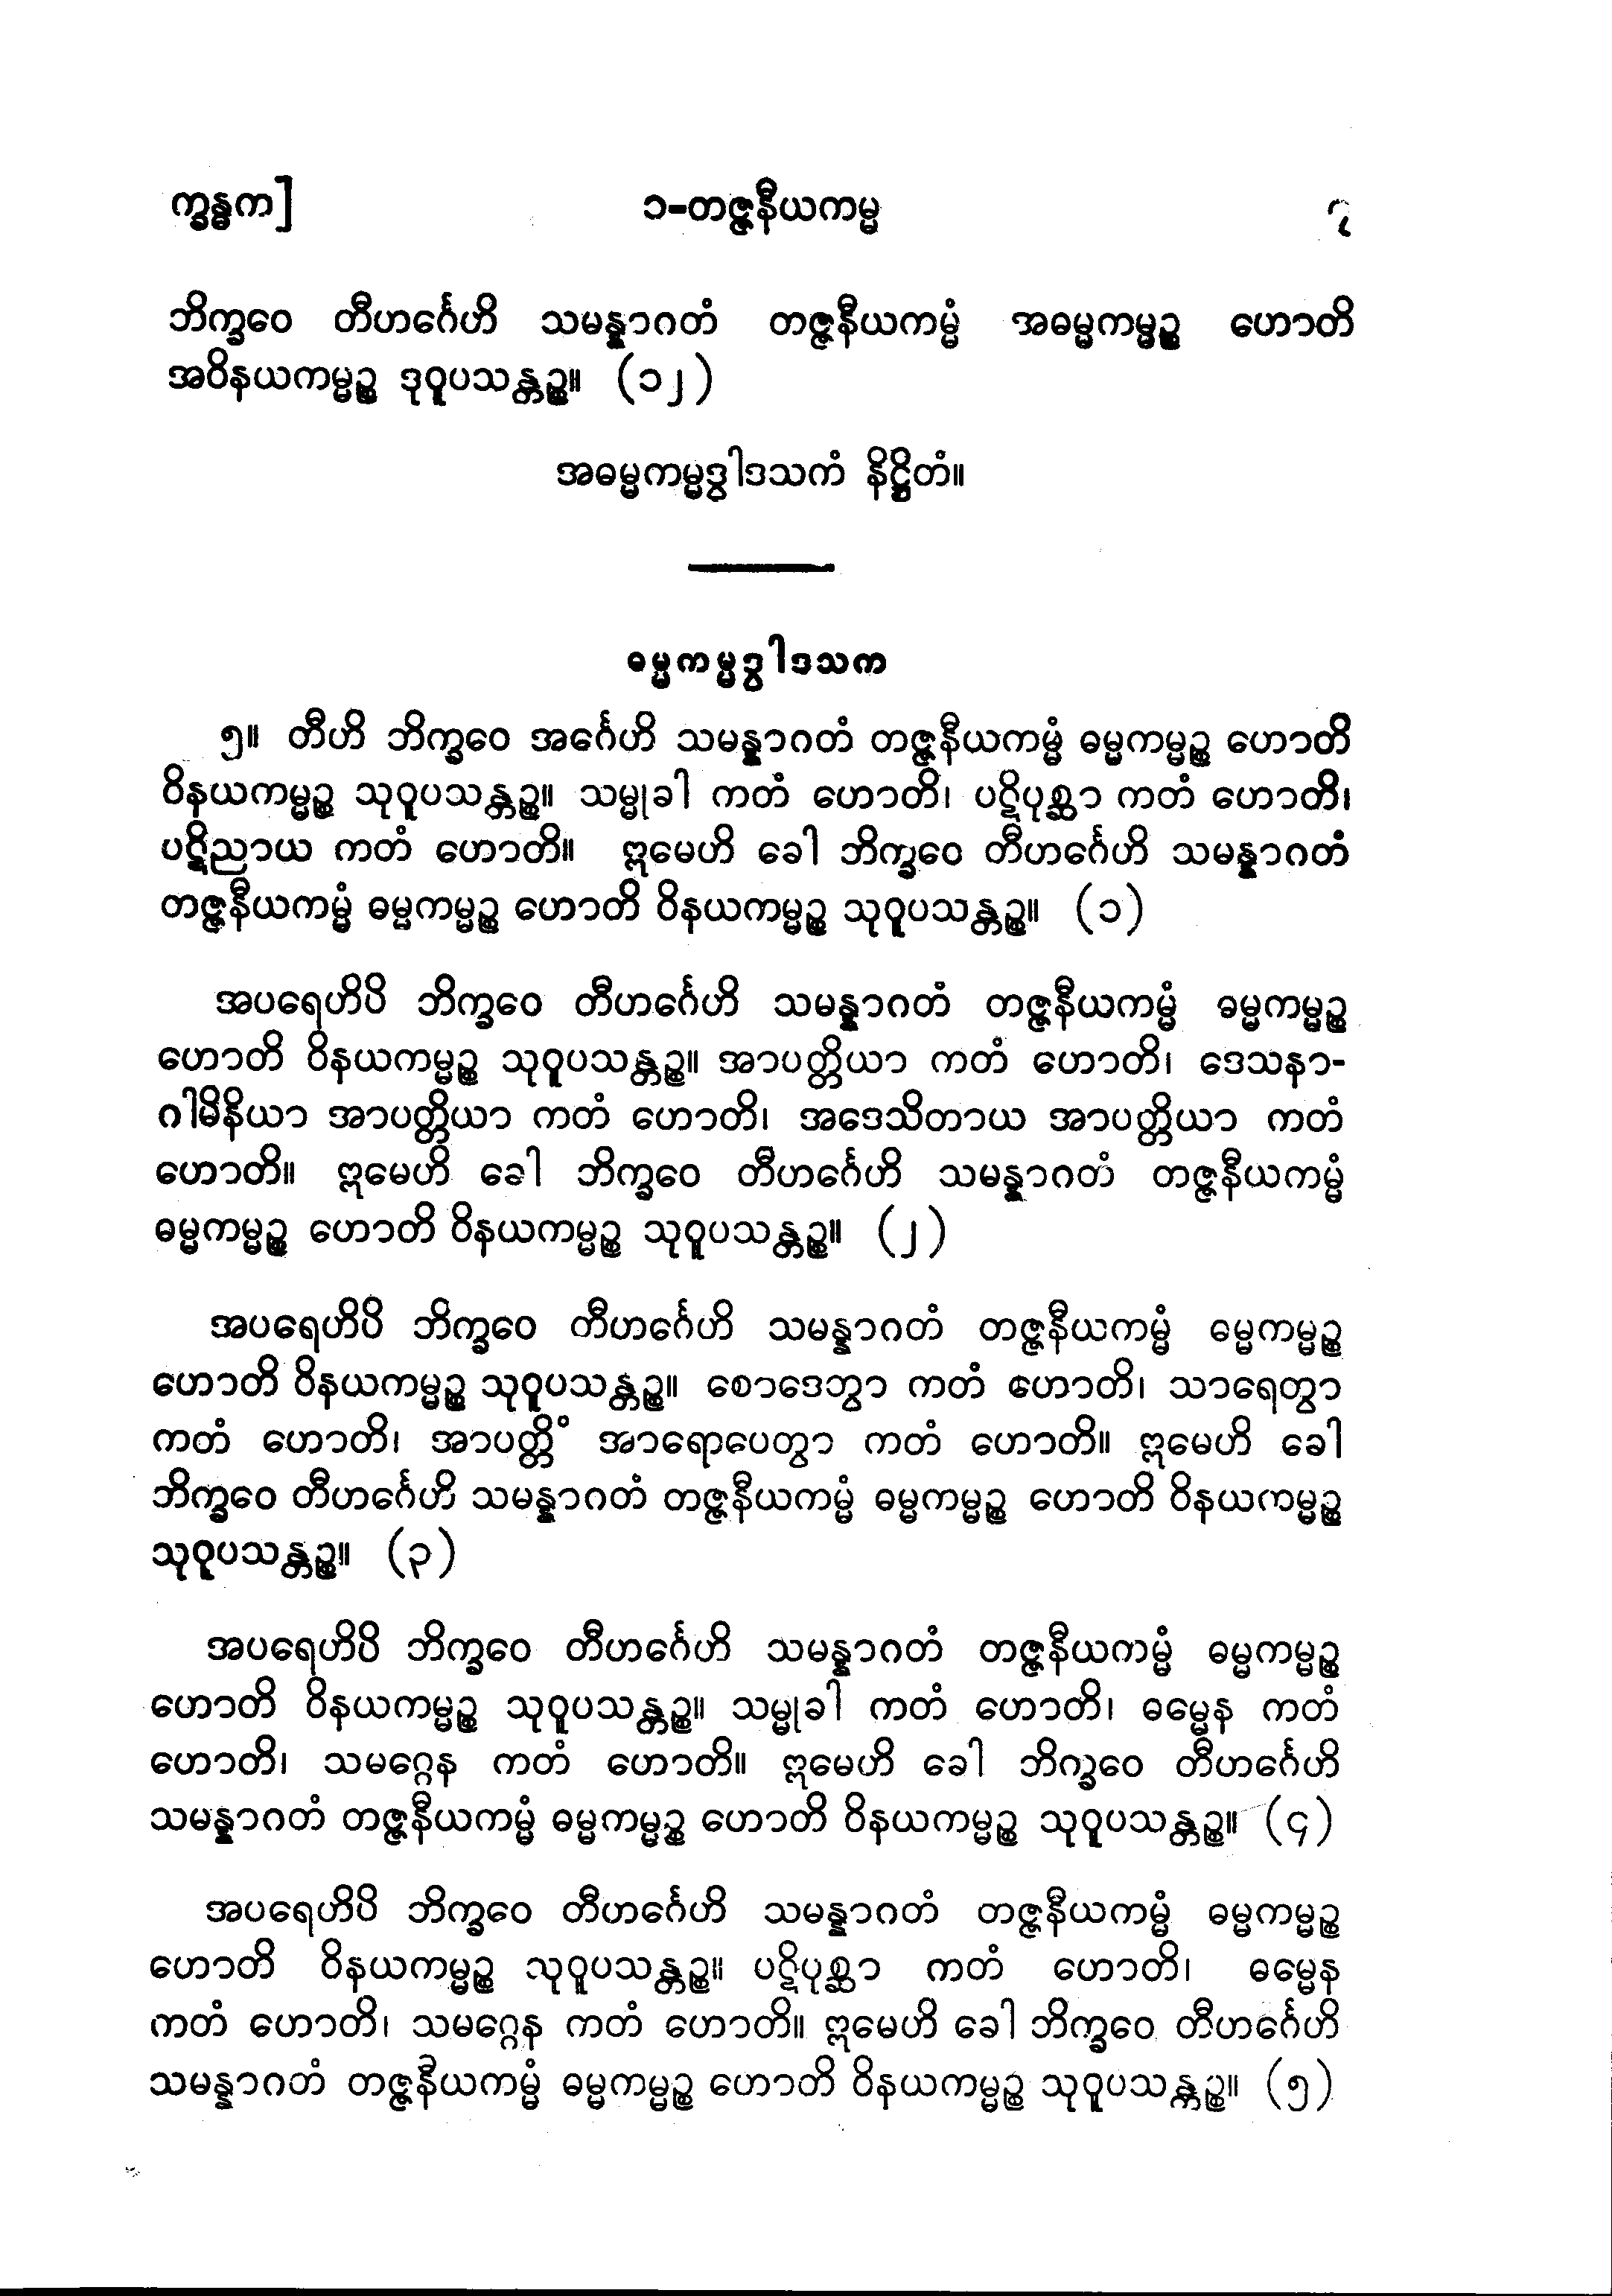 က္ခန္ဓက]
၁-တဇ္ဇနီယကမ္မ
ဘိက္ခဝေ တီဟင်္ဂေဟိ သမန္နာဂတံ တဇ္ဇနီယကမ္မံ အဓမ္မကမ္မဉ္စ ဟောတိ
အဝိနယကမ္မဉ္စ ဒုဝူပသန္တဉ္စ။ (၁၂)
အဓမ္မကမ္မဒွါဒသကံ နိဋ္ဌိတံ။
ဓမ္မကမ္မဒွါဒသက
၅။ တီဟိ ဘိက္ခဝေ အင်္ဂေဟိ သမန္နာဂတံ တဇ္ဇနီယကမ္မံ ဓမ္မကမ္မဉ္စ ဟောတိ
ဝိနယကမ္မဉ္စ သုဝူပသန္တဉ္စ။ သမ္မုခါ ကတံ ဟောတိ၊ ပဋိပုစ္ဆာ ကတံ ဟောတိ၊
ပဋိညာယ ကတံ ဟောတိ။ ဣမေဟိ ခေါ ဘိက္ခဝေ တီဟင်္ဂေဟိ သမန္နာဂတံ
တဇ္ဇနီယကမ္မံ ဓမ္မကမ္မဉ္စ ဟောတိ ဝိနယကမ္မဉ္စ သုဝူပသန္တဉ္စ။ (၁)
အပရေဟိပိ ဘိက္ခဝေ တီဟင်္ဂေဟိ သမန္နာဂတံ တဇ္ဇနီယကမ္မံ ဓမ္မကမ္မဉ္စ
ဟောတိ ဝိနယကမ္မဉ္စ သုဝူပသန္တဉ္စ။ အာပတ္တိယာ ကတံ ဟောတိ၊ ဒေသနာ-
ဂါမိနိယာ အာပတ္တိယာ ကတံ ဟောတိ၊ အဒေသိတာယ အာပတ္တိယာ ကတံ
ဟောတိ။ ဣမေဟိ ခေါ ဘိက္ခဝေ တီဟင်္ဂေဟိ သမန္နာဂတံ တဇ္ဇနီယကမ္မံ
ဓမ္မကမ္မဉ္စ ဟောတိ ဝိနယကမ္မဉ္စ သုဝူပသန္တဉ္စ။ (၂)
အပရေဟိပိ ဘိက္ခဝေ တီဟင်္ဂေဟိ သမန္နာဂတံ တဇ္ဇနီယကမ္မံ ဓမ္မကမ္မဉ္စ
ဟောတိ ဝိနယကမ္မဉ္စ သုဝူပသန္တဉ္စ။ စောဒေတွာ ကတံ ဟောတိ၊ သာရေတွာ
ကတံ ဟောတိ၊ အာပတ္တိံ အာရောပေတွာ ကတံ ဟောတိ။ ဣမေဟိ ခေါ
ဘိက္ခဝေ တီဟင်္ဂေဟိ သမန္နာဂတံ တဇ္ဇနီယကမ္မံ ဓမ္မကမ္မဉ္စ ဟောတိ ဝိနယကမ္မဉ္စ
သုဝူပသန္တဉ္စ။ (၃)
အပရေဟိပိ ဘိက္ခဝေ တီဟင်္ဂေဟိ သမန္နာဂတံ တဇ္ဇနီယကမ္မံ ဓမ္မကမ္မဉ္စ
ဟောတိ ဝိနယကမ္မဉ္စ သုဝူပသန္တဉ္စ။ သမ္မုခါ ကတံ ဟောတိ၊ ဓမ္မေန ကတံ
ဟောတိ၊ သမဂ္ဂေန ကတံ ဟောတိ။ ဣမေဟိ ခေါ ဘိက္ခဝေ တီဟင်္ဂေဟိ
သမန္နာဂတံ တဇ္ဇနီယကမ္မံ ဓမ္မကမ္မဉ္စ ဟောတိ ဝိနယကမ္မဉ္စ သုဝူပသန္တဉ္စ။ (၄)
အပရေဟိပိ ဘိက္ခဝေ တီဟင်္ဂေဟိ သမန္နာဂတံ တဇ္ဇနီယကမ္မံ ဓမ္မကမ္မဉ္စ
ဟောတိ ဝိနယကမ္မဉ္စ သုဝူပသန္တဉ္စ။ ပဋိပုစ္ဆာ ကတံ ဟောတိ၊ ဓမ္မေန
ကတံ ဟောတိ၊ သမဂ္ဂေန ကတံ ဟောတိ။ ဣမေဟိ ခေါ ဘိက္ခဝေ တီဟင်္ဂေဟိ
သမန္နာဂတံ တဇ္ဇနီယကမ္မံ ဓမ္မကမ္မဉ္စ ဟောတိ ဝိနယကမ္မဉ္စ သုဝူပသန္တဉ္စ။ (၅)